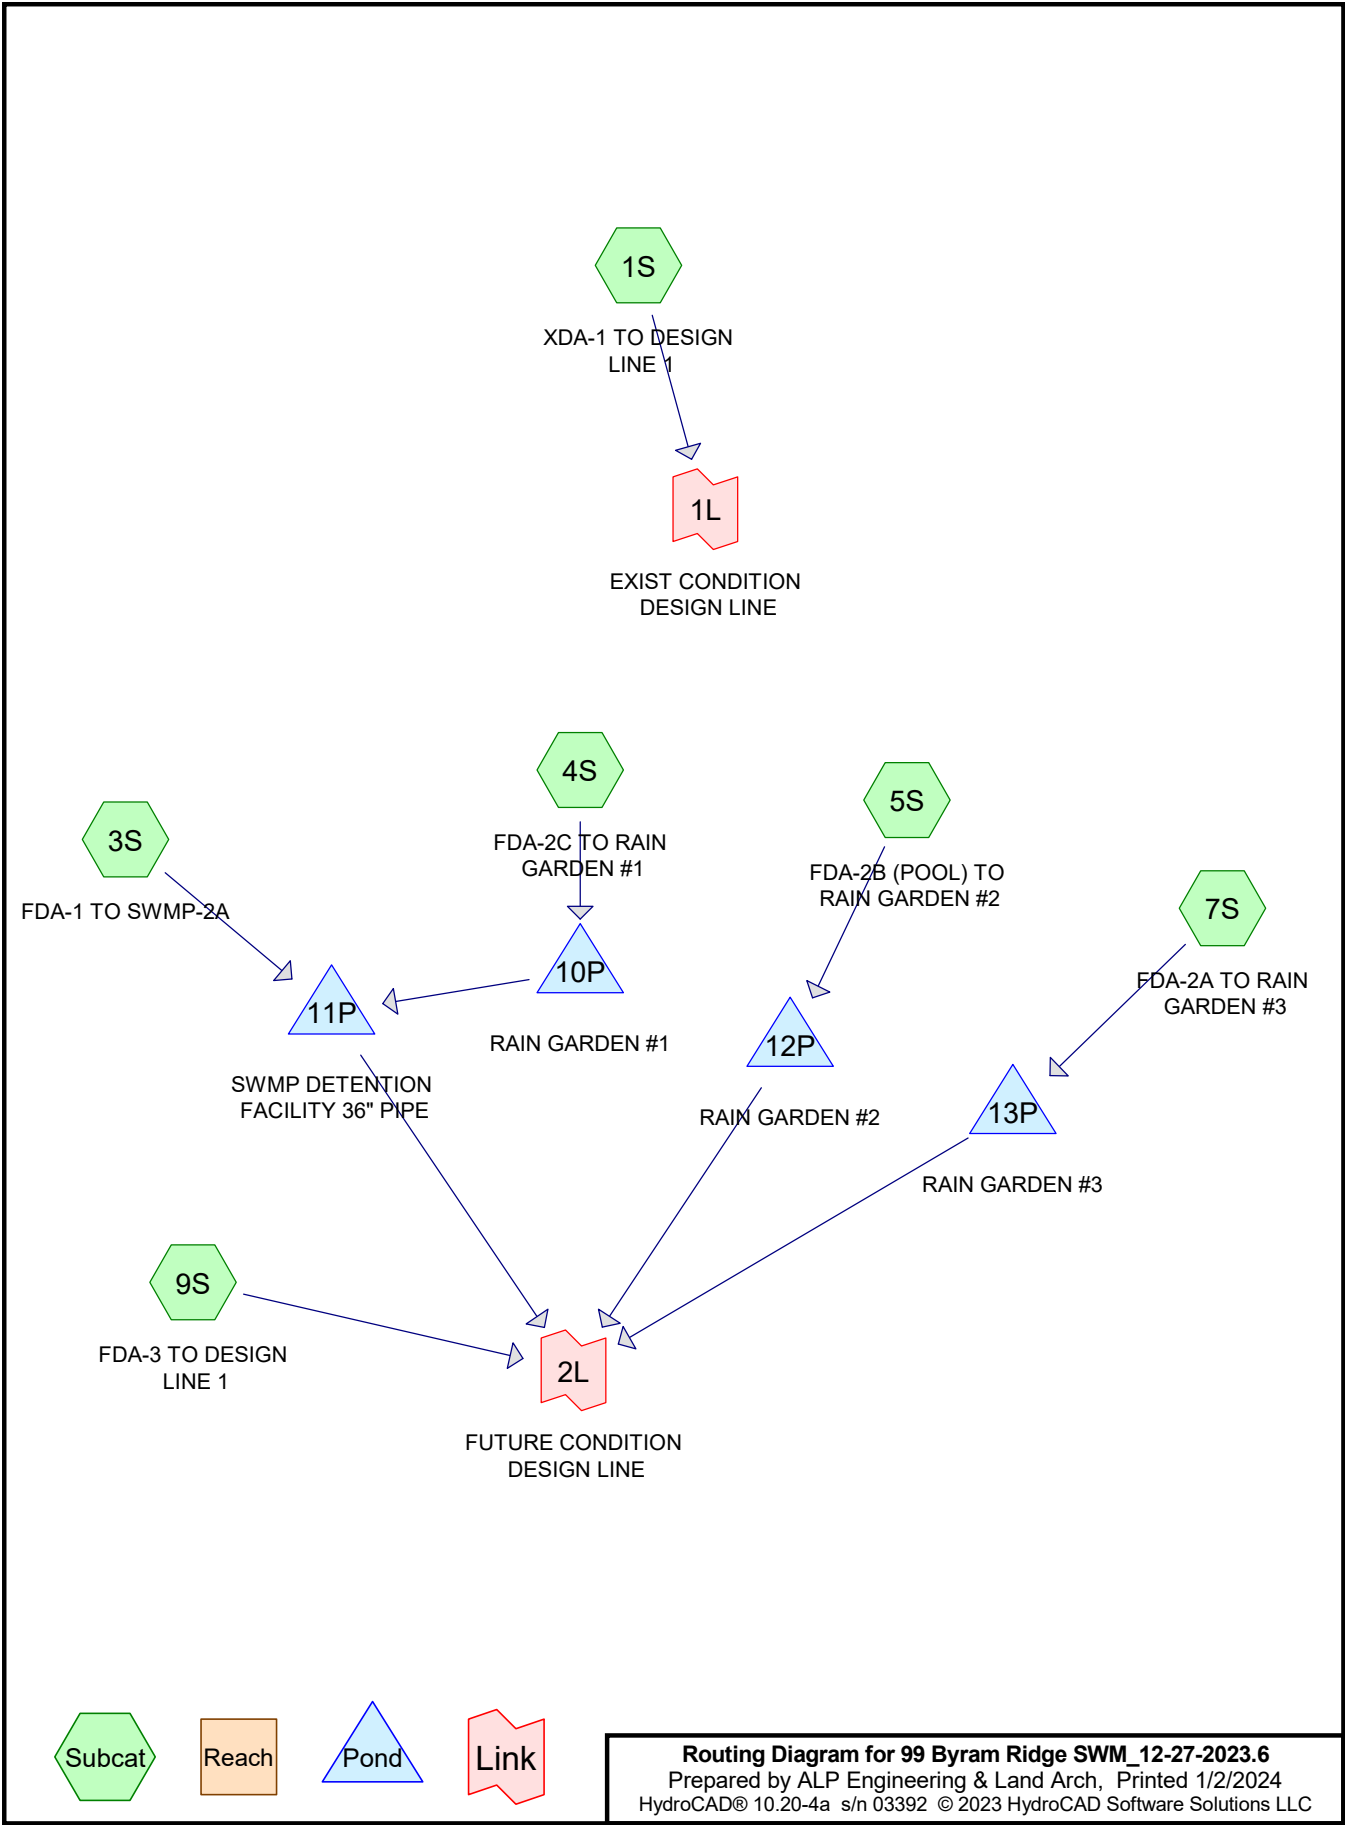 1S
XDA-1 TO DESIGN
LINE 1
1L
EXIST CONDITION
DESIGN LINE
4S
FDA-2C TO RAIN
GARDEN #1
5S
FDA-2B (POOL) TO
RAIN GARDEN #2
3S
FDA-1 TO SWMP-2A
7S
FDA-2A TO RAIN
GARDEN #3
10P
RAIN GARDEN #1
11P
SWMP DETENTION
FACILITY 36" PIPE
12P
RAIN GARDEN #2
13P
RAIN GARDEN #3
9S
FDA-3 TO DESIGN
LINE 1
2L
FUTURE CONDITION
DESIGN LINE
Subcat
Reach
Pond
Link
Routing Diagram for 99 Byram Ridge SWM_12-27-2023.6
Prepared by ALP Engineering & Land Arch, Printed 1/2/2024
HydroCAD® 10.20-4a s/n 03392 © 2023 HydroCAD Software Solutions LLC